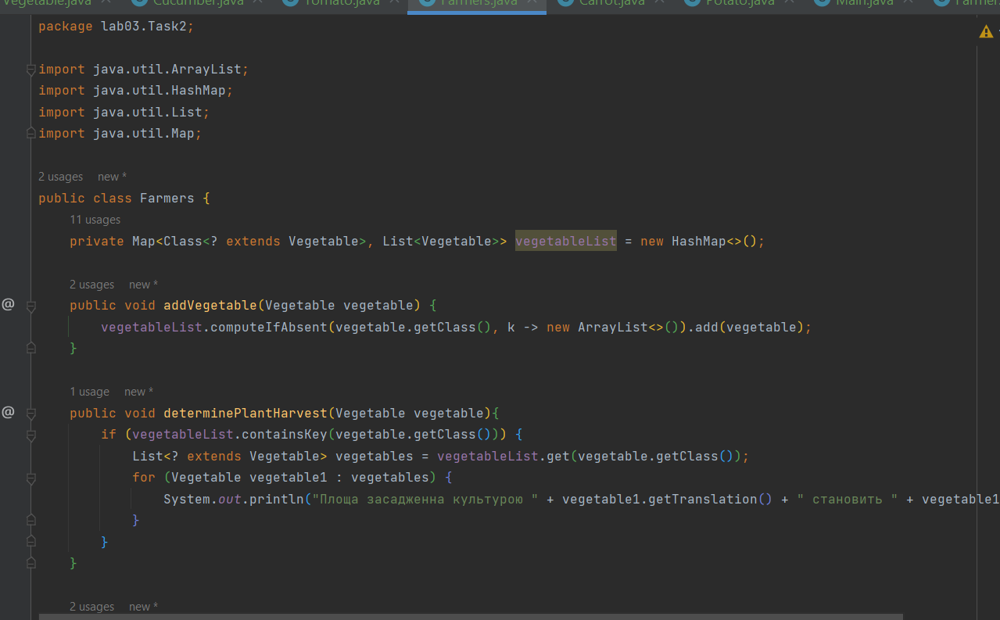 Vegetable.java Cucumber.java Tomato.java Farmers.java Carrot.java Potato.java Main.java Farmer
package lab03.Task2;
import java.util.ArrayList;
import java.util.HashMap;
import java.util.List;
import java.util.Map;
2 usages new *
public class Farmers {
11 usages
private Map<Class<? extends Vegetable>, List<Vegetable>> vegetableList = new HashMap<>();
2 usages new *
@ public void addVegetable(Vegetable vegetable) {
vegetableList.computeIfAbsent(vegetable.getClass(), k -> new ArrayList<>()).add(vegetable);
}
1 usage new *
@ public void determinePlantHarvest(Vegetable vegetable){
if (vegetableList.containsKey(vegetable.getClass())) {
List<? extends Vegetable> vegetables = vegetableList.get(vegetable.getClass());
for (Vegetable vegetable1 : vegetables) {
System.out.println("Площа засадженна культурою " + vegetable1.getTranslation() + " становить " + vegetable1
}
}
}
2 usages new *